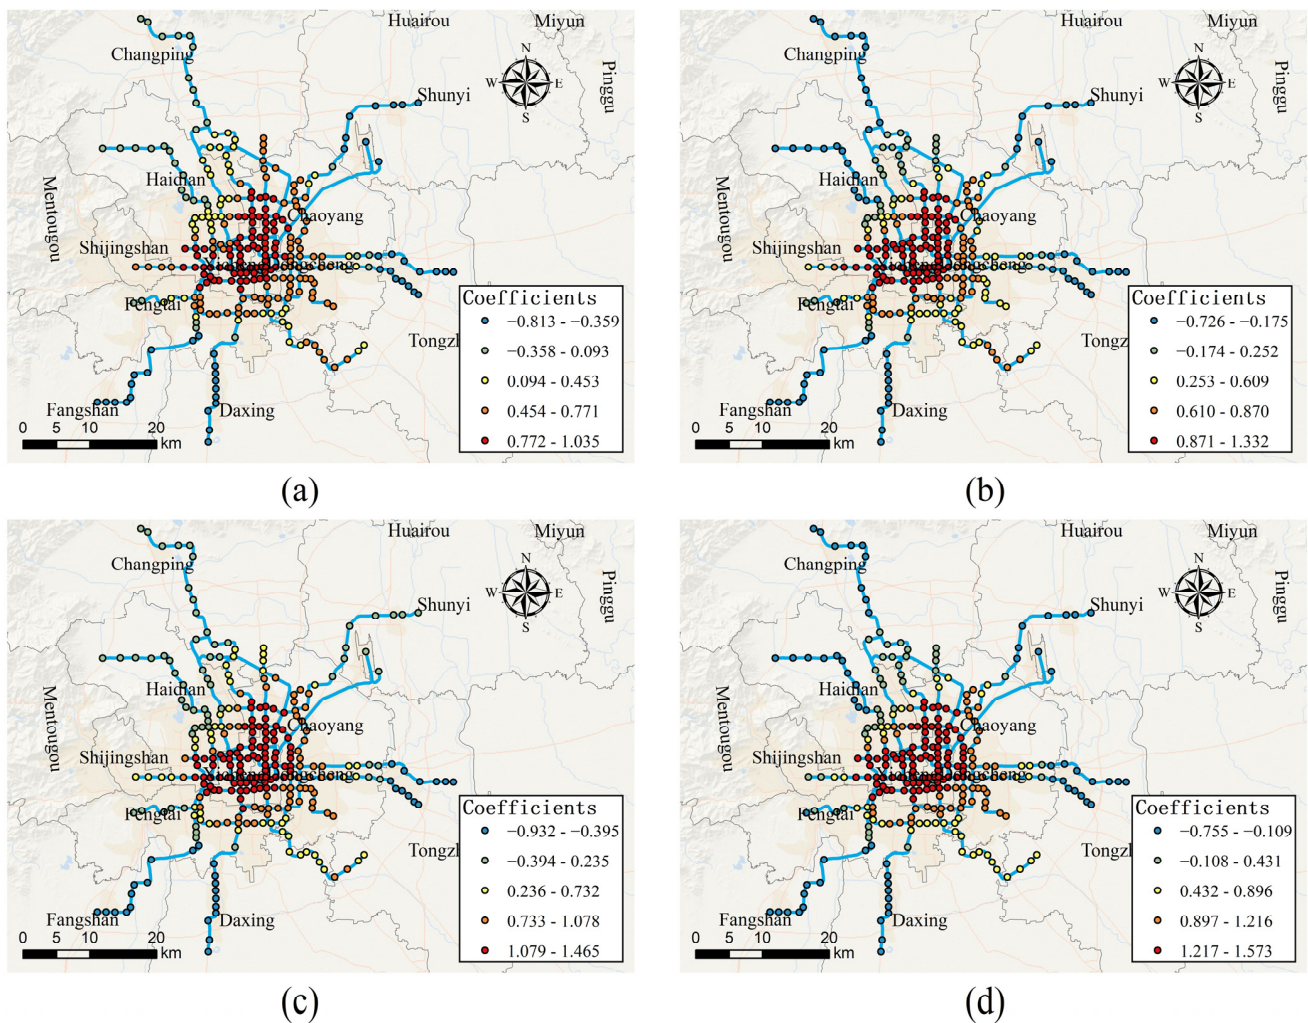 Huairou
Miyun
Changping
Pinggu
N
W
E
S
Shunyi
Haidian
Mentougou
Chaoyang
Shijingshan
Fengtai
Tongzl
Fangshan
Daxing
0 5 10 20
km
Coefficients
−0.813 - −0.359
−0.358 - 0.093
0.094 - 0.453
0.454 - 0.771
0.772 - 1.035
(a)
Huairou
Miyun
Changping
Pinggu
N
W
E
S
Shunyi
Haidian
Mentougou
Chaoyang
Shijingshan
Fengtai
Tongzl
Fangshan
Daxing
0 5 10 20
km
Coefficients
−0.726 - −0.175
−0.174 - 0.252
0.253 - 0.609
0.610 - 0.870
0.871 - 1.332
(b)
Huairou
Miyun
Changping
Pinggu
N
W
E
S
Shunyi
Haidian
Mentougou
Chaoyang
Shijingshan
Fengtai
Tongzl
Fangshan
Daxing
0 5 10 20
km
Coefficients
−0.932 - −0.395
−0.394 - 0.235
0.236 - 0.732
0.733 - 1.078
1.079 - 1.465
(c)
Huairou
Miyun
Changping
Pinggu
N
W
E
S
Shunyi
Haidian
Mentougou
Chaoyang
Shijingshan
Fengtai
Tongzl
Fangshan
Daxing
0 5 10 20
km
Coefficients
−0.755 - −0.109
−0.108 - 0.431
0.432 - 0.896
0.897 - 1.216
1.217 - 1.573
(d)